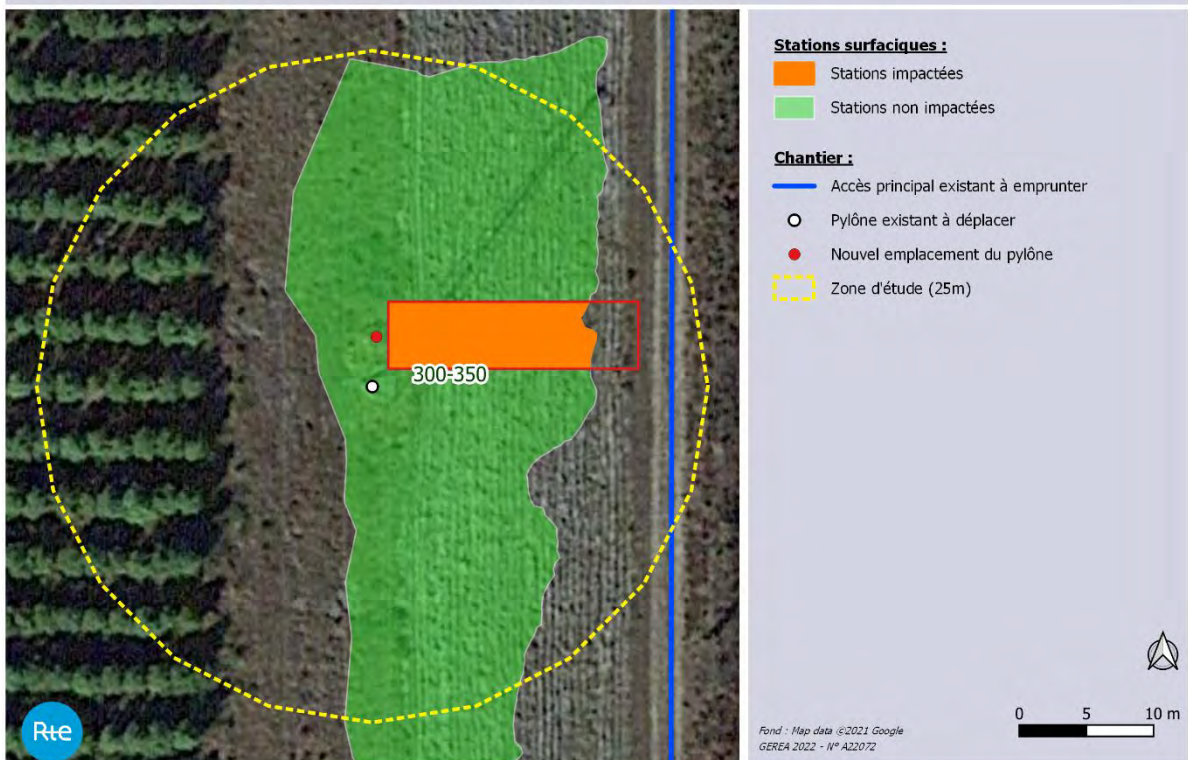 Stations surfaciques :
Stations impactées
Stations non impactées
Chantier :
Accès principal existant à emprunter
Pylône existant à déplacer
Nouvel emplacement du pylône
Zone d'étude (25m)
300-350
Rte
0 5 10 m
Fond : Map data ©2021 Google
GEREA 2022 - N° A22072